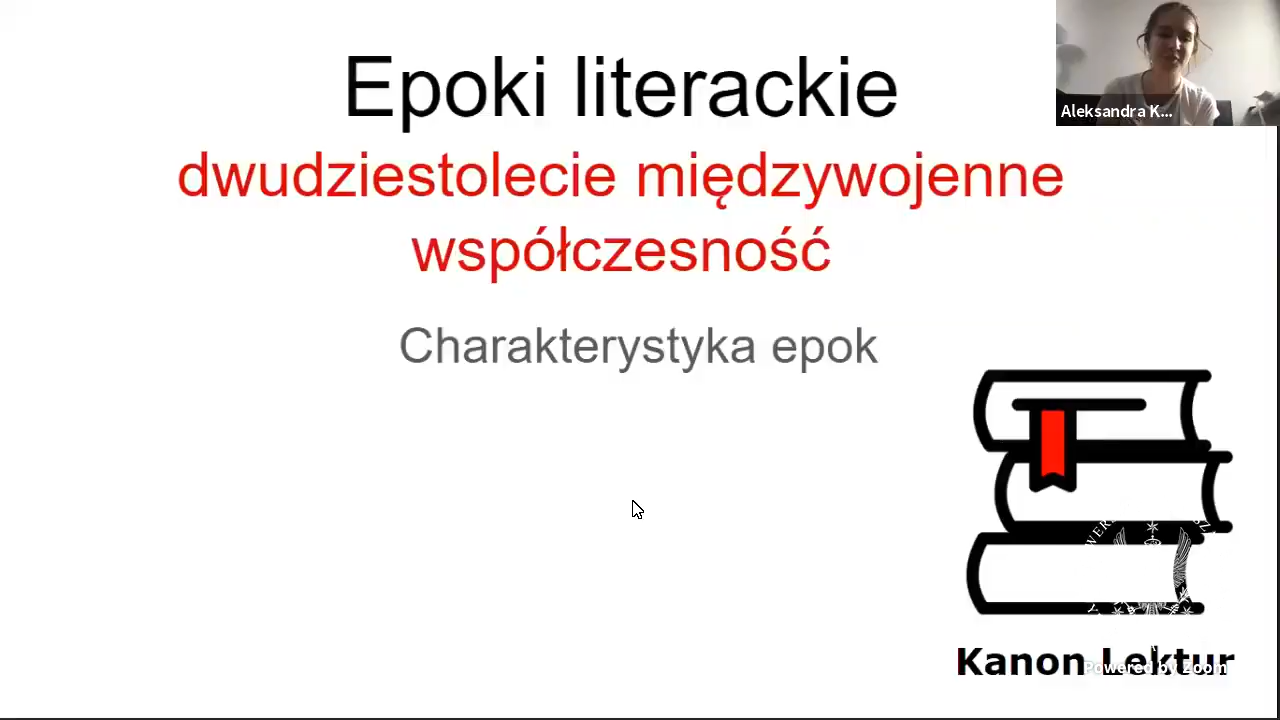 Epoki literackie
Aleksandra K...
dwudziestolecie międzywojenne
współczesność
Charakterystyka epok
Kanon Lektur
Powered by Zoom